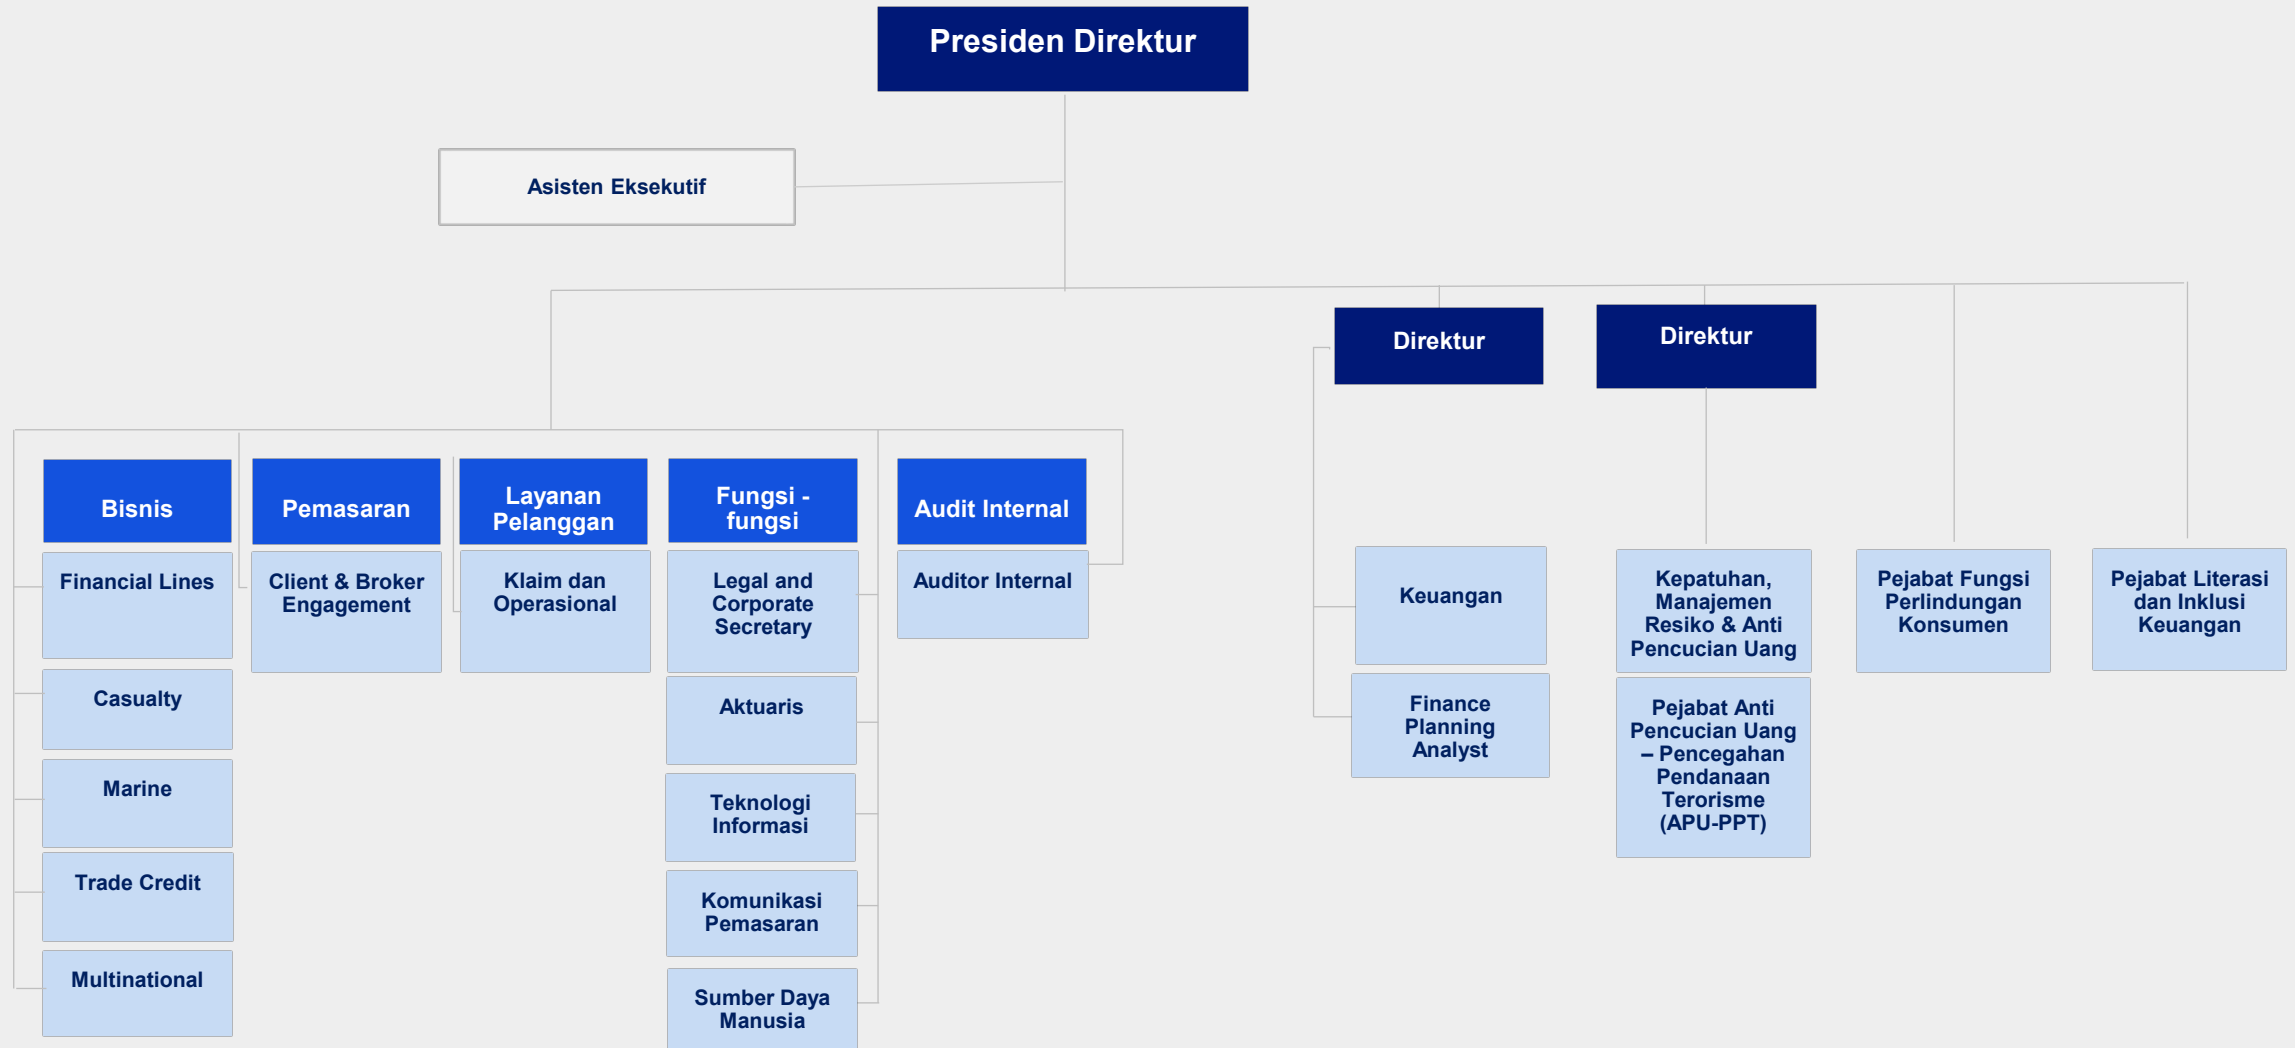 Presiden Direktur
Asisten Eksekutif
Direktur
Direktur
Bisnis
Financial Lines
Casualty
Marine
Trade Credit
Multinational
Pemasaran
Client & Broker
Engagement
Layanan
Pelanggan
Klaim dan
Operasional
Fungsi -
fungsi
Legal and
Corporate
Secretary
Aktuaris
Teknologi
Informasi
Komunikasi
Pemasaran
Sumber Daya
Manusia
Audit Internal
Auditor Internal
Keuangan
Finance
Planning
Analyst
Kepatuhan,
Manajemen
Resiko & Anti
Pencucian Uang
Pejabat Anti
Pencucian Uang
– Pencegahan
Pendanaan
Terorisme
(APU-PPT)
Pejabat Fungsi
Perlindungan
Konsumen
Pejabat Literasi
dan Inklusi
Keuangan